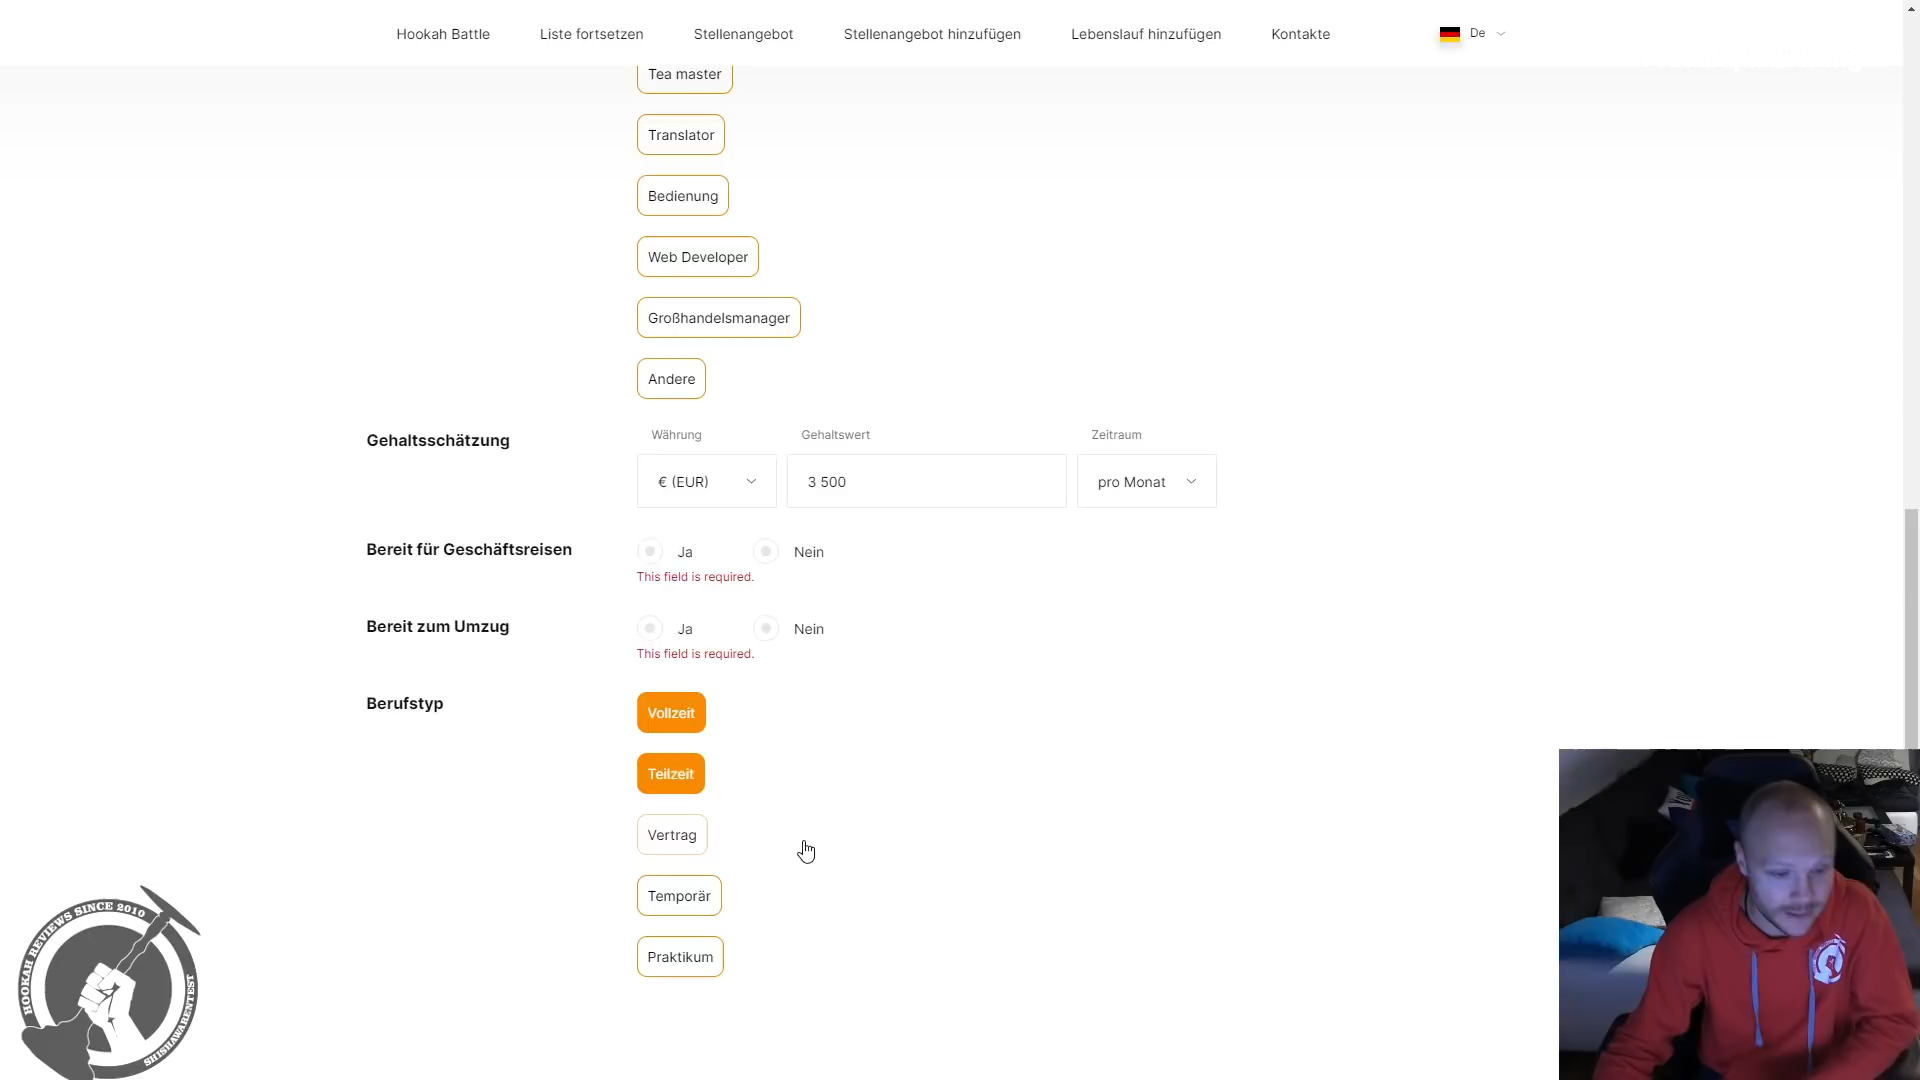 Hookah Battle Liste fortsetzen Stellenangebot Stellenangebot hinzufügen Lebenslauf hinzufügen Kontakte De
Tea master
Translator
Bedienung
Web Developer
Großhandelsmanager
Andere
Gehaltsschätzung
Währung Gehaltswert Zeitraum
€ (EUR) 3 500 pro Monat
Bereit für Geschäftsreisen
Ja Nein
This field is required.
Bereit zum Umzug
Ja Nein
This field is required.
Berufstyp
Vollzeit
Teilzeit
Vertrag
Temporär
Praktikum
HOOKAH REVIEWS SINCE 2010
SHISHAWARENTEST